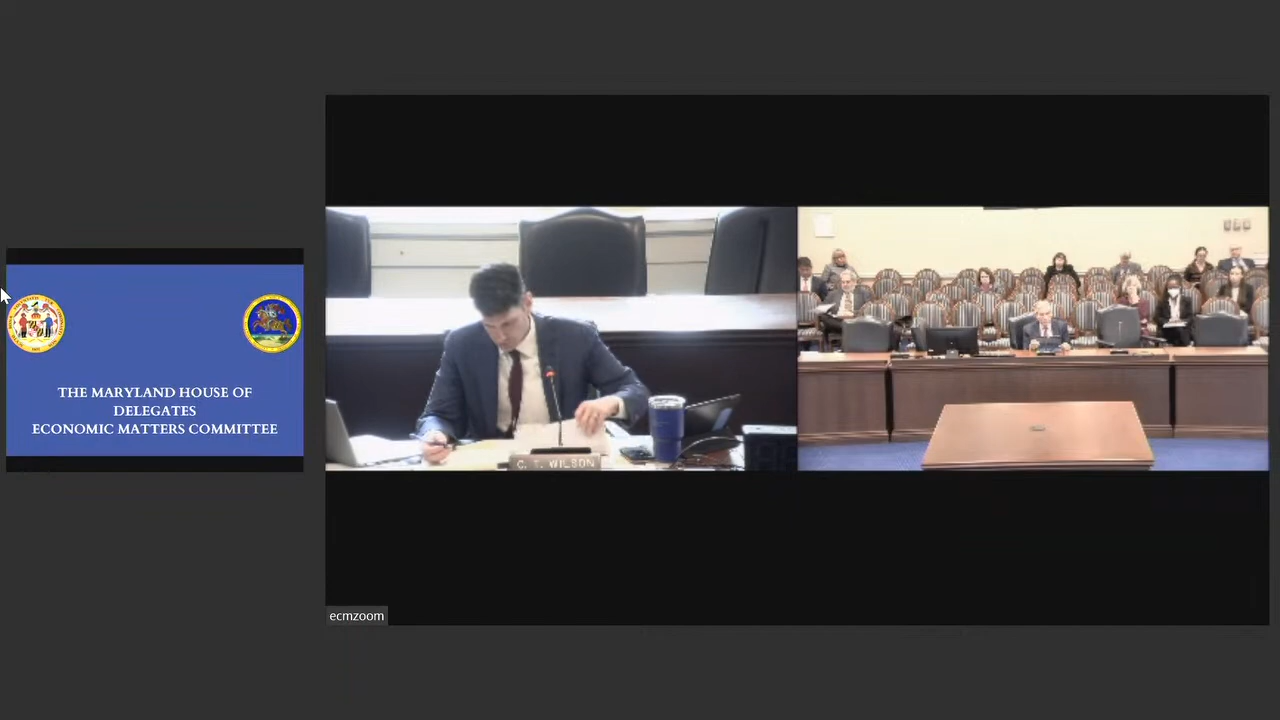 THE MARYLAND HOUSE OF
DELEGATES
ECONOMIC MATTERS COMMITTEE
C. T. WILSON
ecmzoom